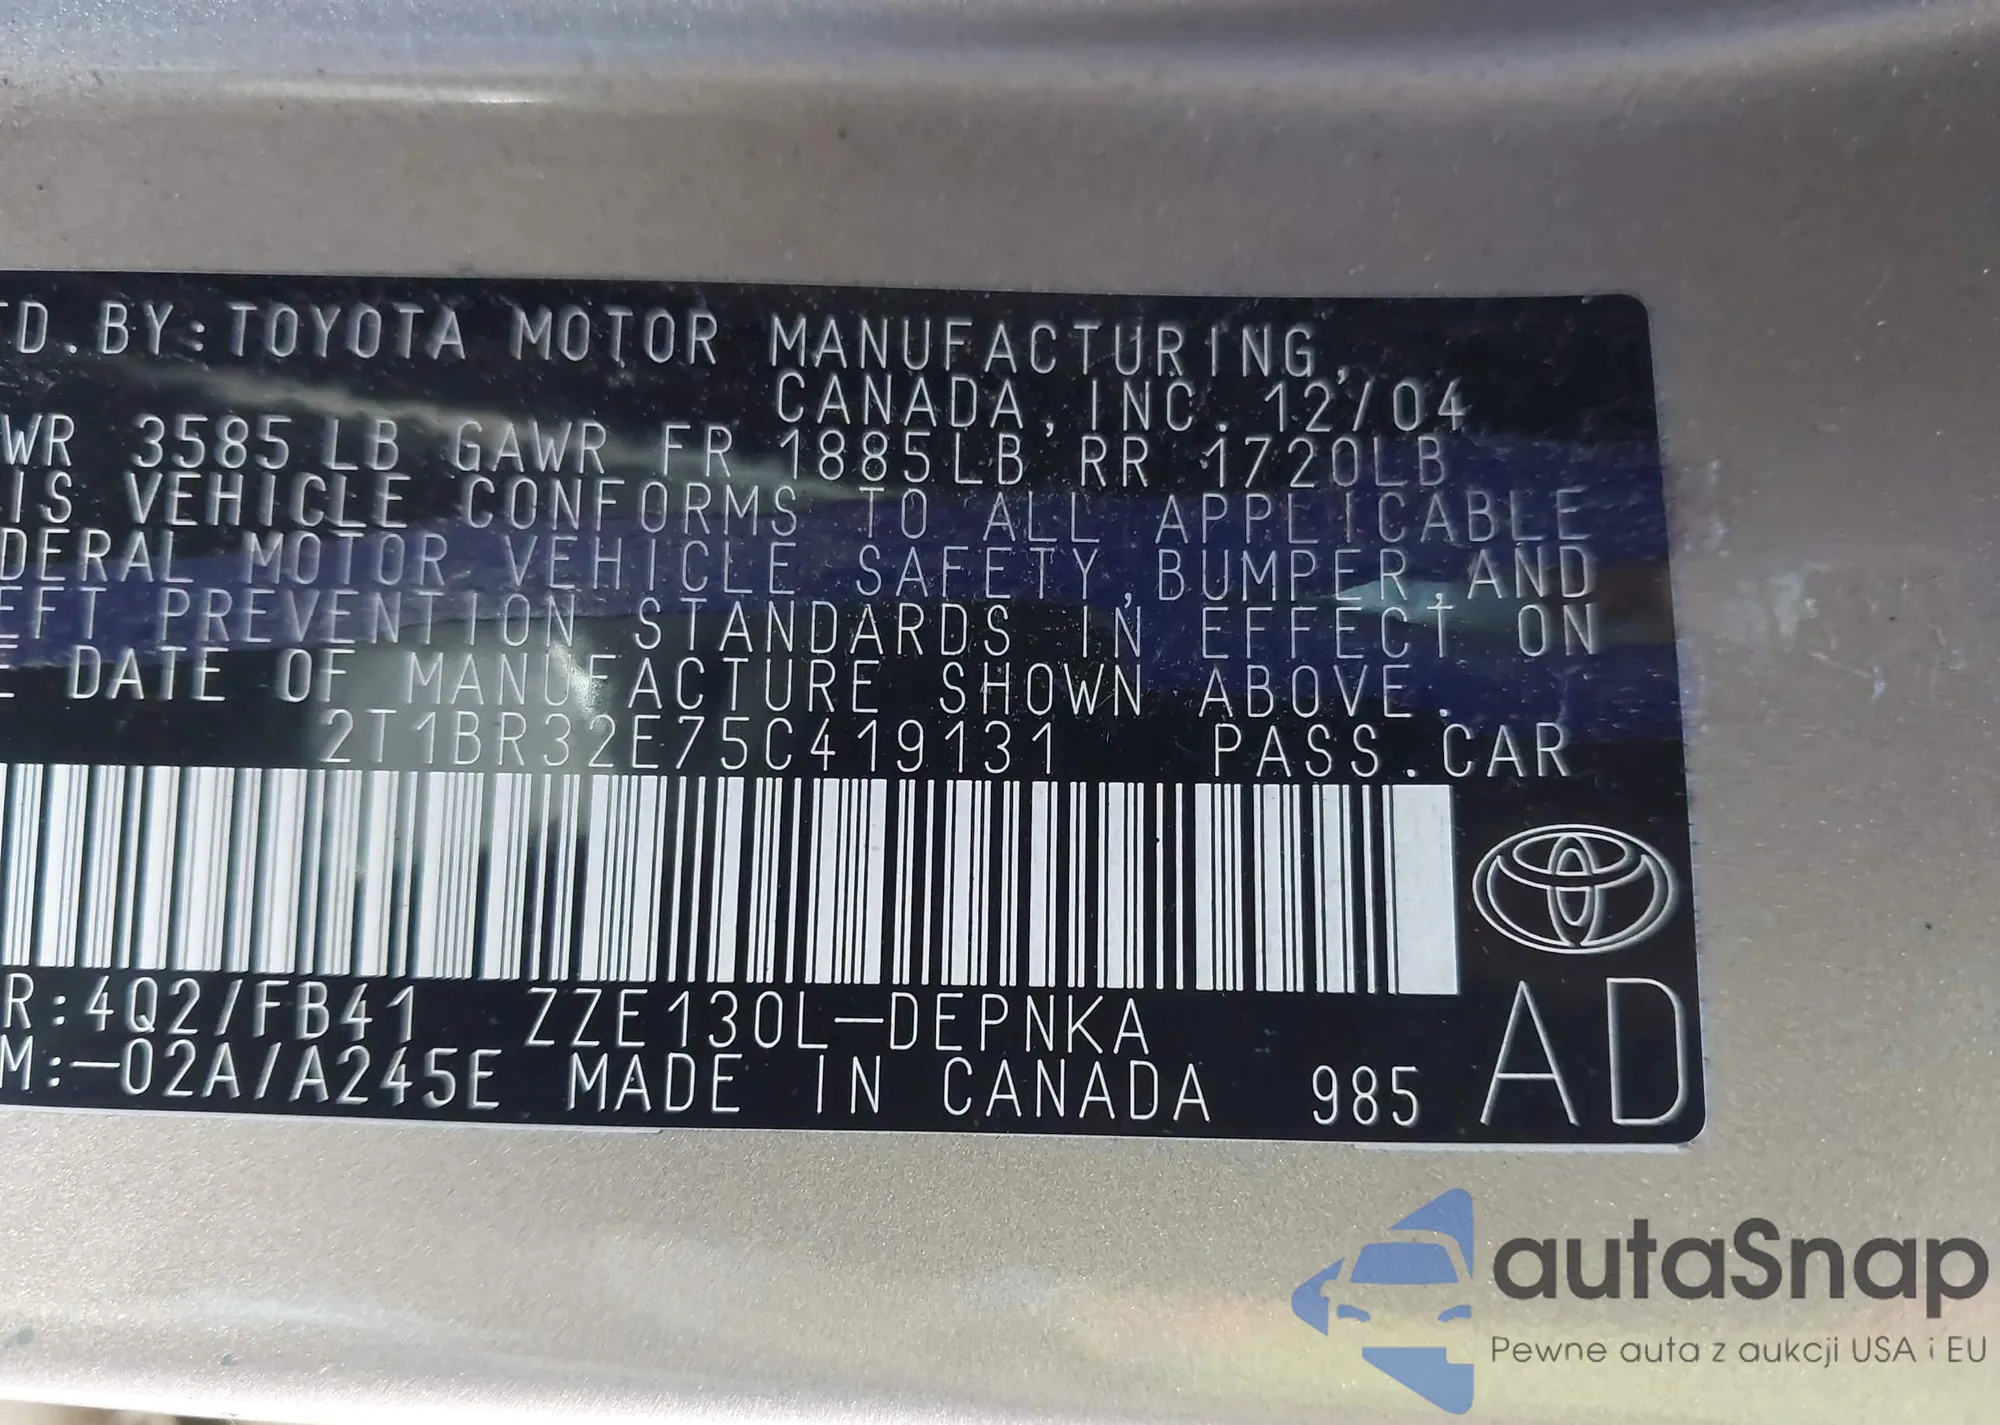 TD.BY:TOYOTA MOTOR MANUFACTURING,
CANADA,INC. 12/04
WR 3585LB GAWR FR 1885LB RR 1720LB
IS VEHICLE CONFORMS TO ALL APPLICABLE
DERAL MOTOR VEHICLE SAFETY,BUMPER,AND
EFT PREVENTION STANDARDS IN EFFECT ON
E DATE OF MANUFACTURE SHOWN ABOVE.
2T1BR32E75C419131 PASS.CAR
R:4Q2/FB41 ZZE130L-DEPNKA
M:-02A/A245E MADE IN CANADA 985 AD
autaSnap
Pewne auta z aukcji USA i EU